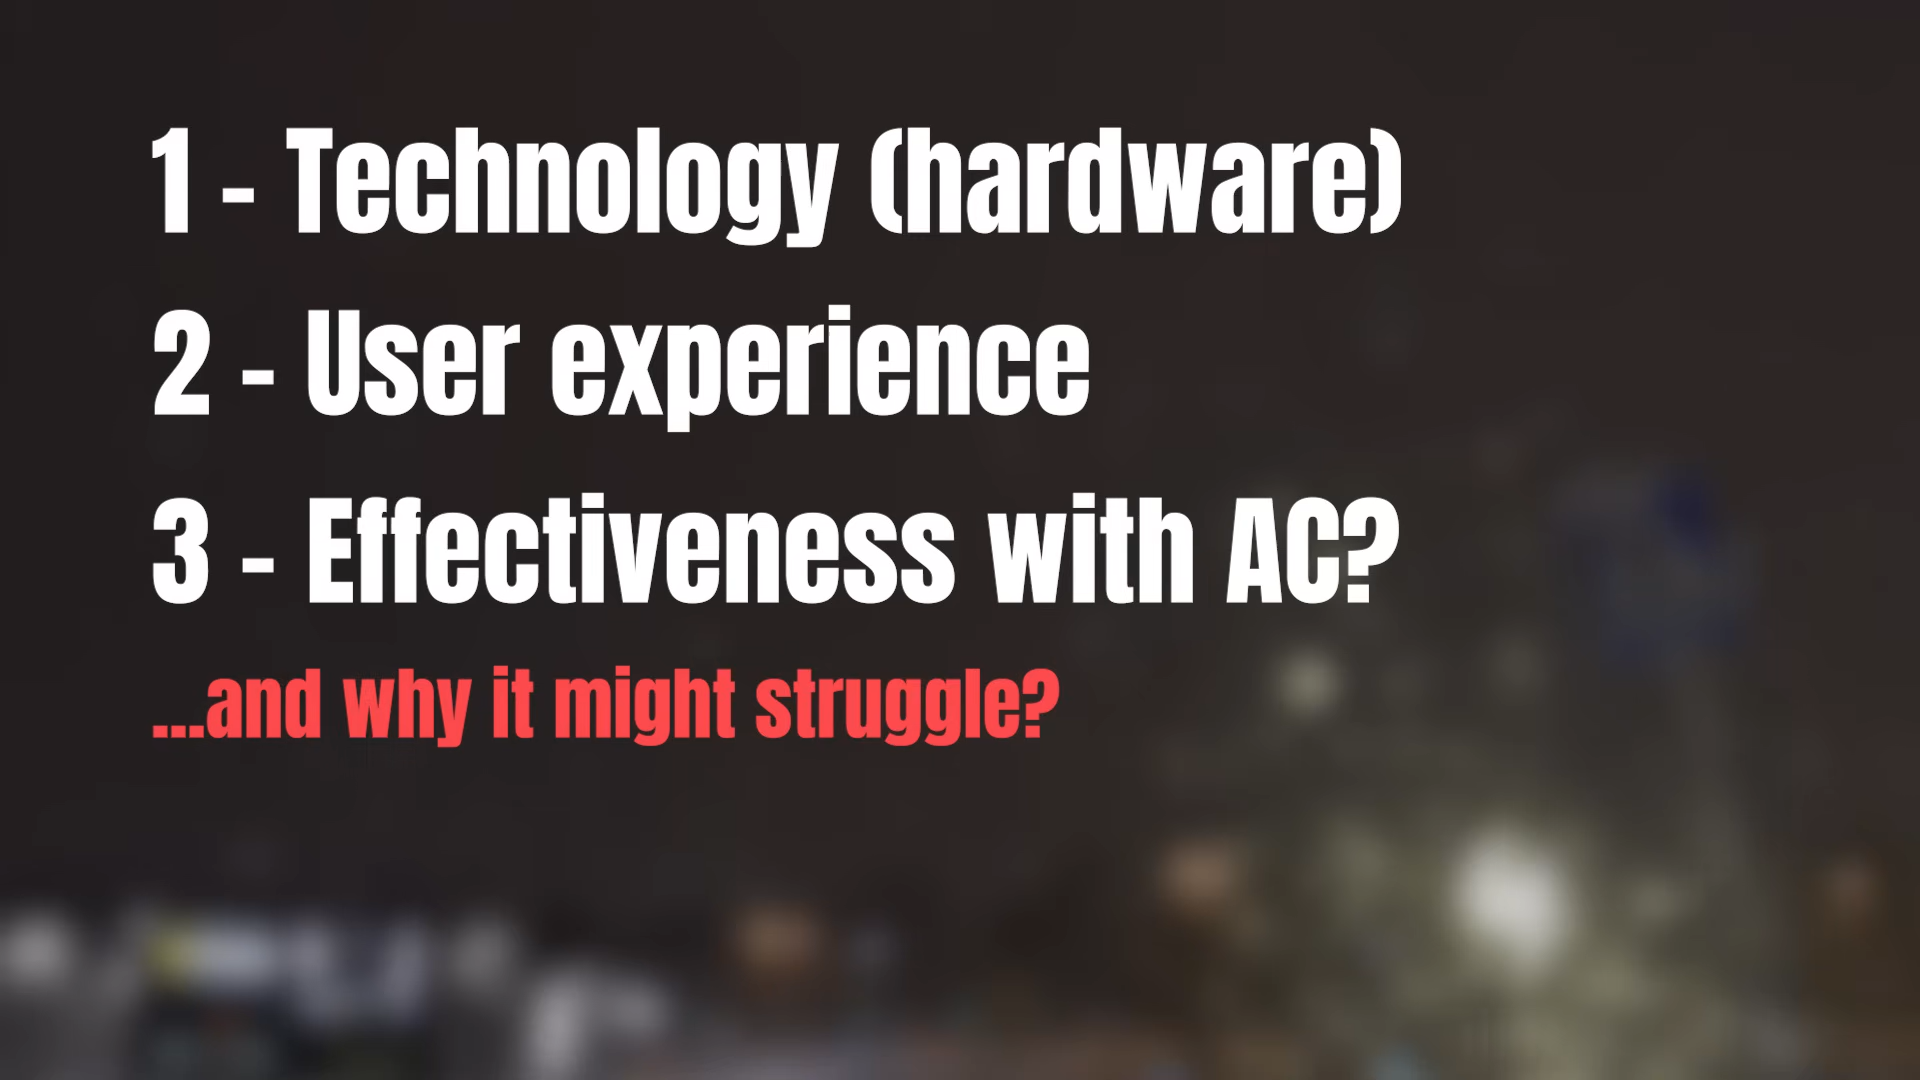 1 - Technology (hardware)
2 - User experience
3 - Effectiveness with AC?
...and why it might struggle?